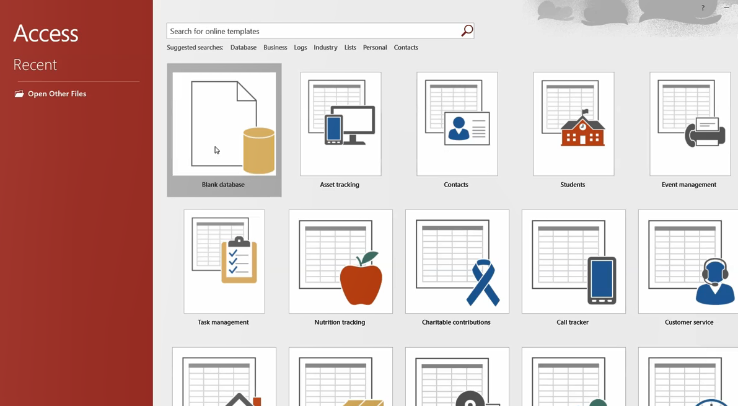 Access
Recent
Open Other Files
?
Search for online templates
Suggested searches: Database Business Logs Industry Lists Personal Contacts
Blank database
Asset tracking
Contacts
Students
Event management
Task management
Nutrition tracking
Charitable contributions
Call tracker
Customer service